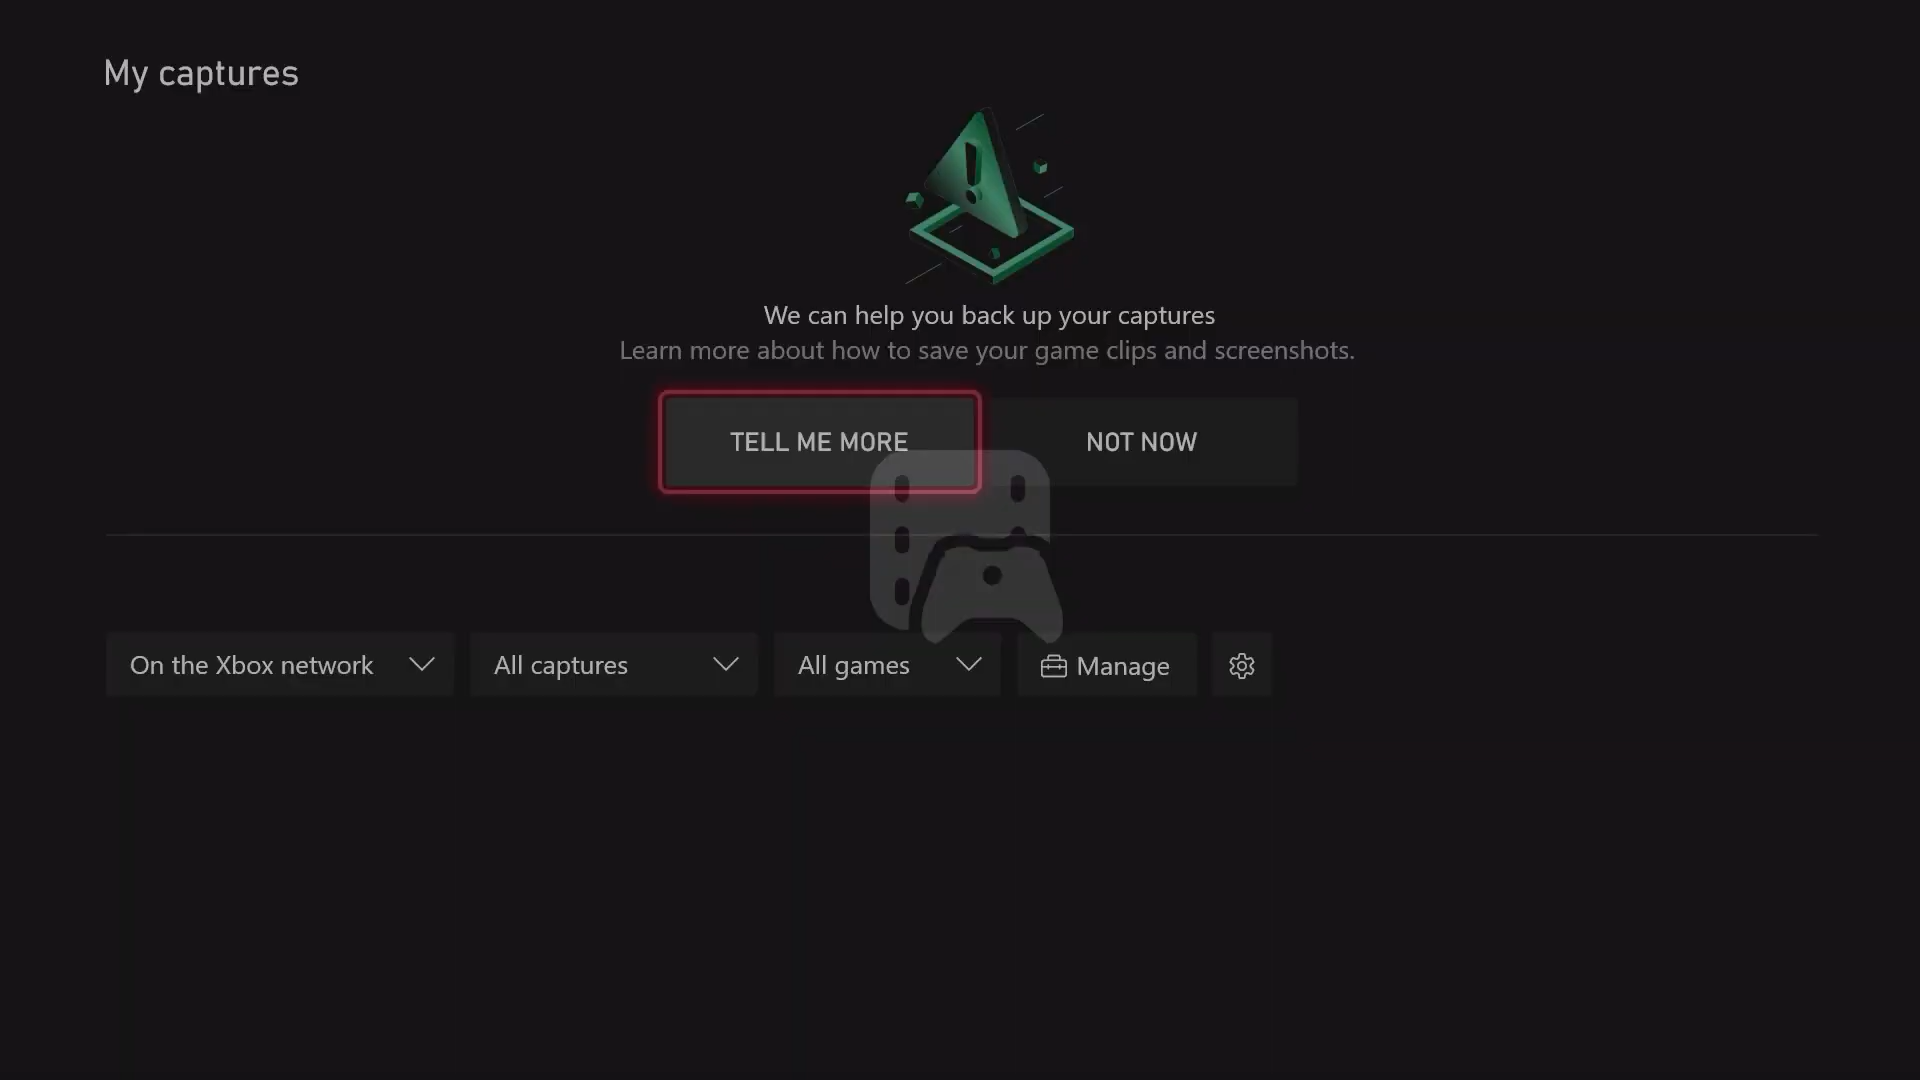 My captures
We can help you back up your captures
Learn more about how to save your game clips and screenshots.
TELL ME MORE
NOT NOW
On the Xbox network
All captures
All games
Manage